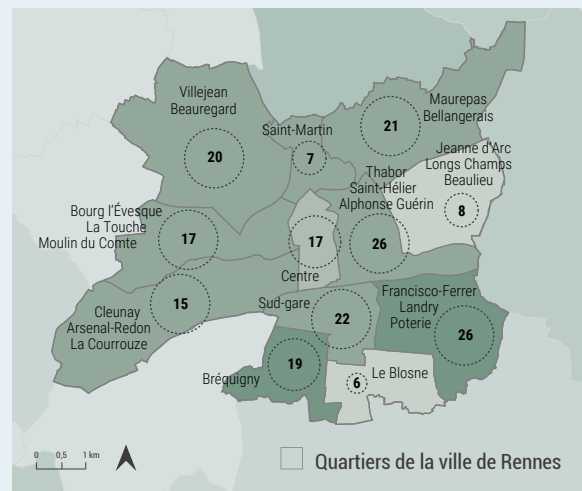 Villejean
Beauregard
20
Saint-Martin
7
Maurepas
Bellangerais
21
Jeanne d'Arc
Longs Champs
Beaulieu
8
Thabor
Saint-Hélier
Alphonse Guérin
26
Bourg l'Évesque
La Touche
Moulin du Comte
17
17
Centre
Cleunay
Arsenal-Redon
La Courrouze
15
Sud-gare
22
Francisco-Ferrer
Landry
Poterie
26
Bréquigny
19
Le Blosne
6
0 0,5 1 km
Quartiers de la ville de Rennes